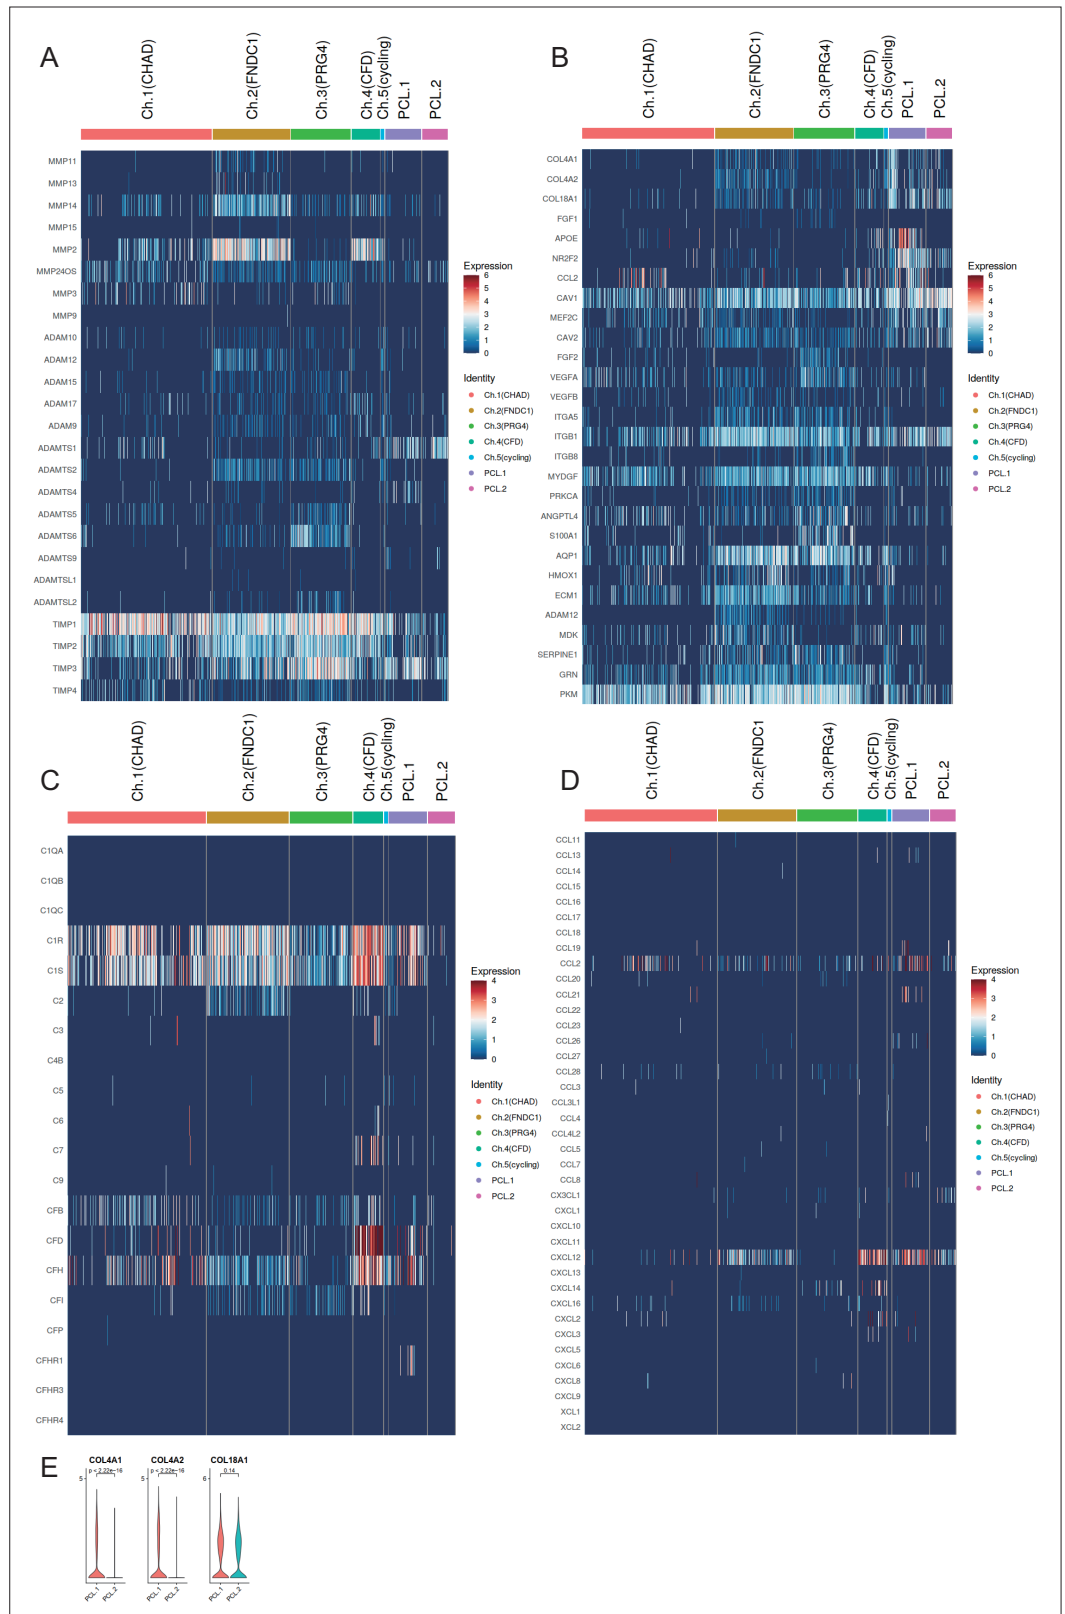 A
Ch.1(CHAD)
Ch.2(FNDC1)
Ch.3(PRG4)
Ch.4(CFD)
Ch.5(cycling)
PCL.1
PCL.2
MMP11
MMP13
MMP14
MMP15
MMP2
MMP24OS
MMP3
MMP9
ADAM10
ADAM12
ADAM15
ADAM17
ADAM9
ADAMTS1
ADAMTS2
ADAMTS4
ADAMTS5
ADAMTS6
ADAMTS9
ADAMTSL1
ADAMTSL2
TIMP1
TIMP2
TIMP3
TIMP4
Expression
6
5
4
3
2
1
0
Identity
Ch.1(CHAD)
Ch.2(FNDC1)
Ch.3(PRG4)
Ch.4(CFD)
Ch.5(cycling)
PCL.1
PCL.2
B
Ch.1(CHAD)
Ch.2(FNDC1)
Ch.3(PRG4)
Ch.4(CFD)
Ch.5(cycling)
PCL.1
PCL.2
COL4A1
COL4A2
COL18A1
FGF1
APOE
NR2F2
CCL2
CAV1
MEF2C
CAV2
FGF2
VEGFA
VEGFB
ITGA5
ITGB1
ITGB8
MYDGF
PRKCA
ANGPTL4
S100A1
AQP1
HMOX1
ECM1
ADAM12
MDK
SERPINE1
GRN
PKM
Expression
6
5
4
3
2
1
0
Identity
Ch.1(CHAD)
Ch.2(FNDC1)
Ch.3(PRG4)
Ch.4(CFD)
Ch.5(cycling)
PCL.1
PCL.2
C
Ch.1(CHAD)
Ch.2(FNDC1)
Ch.3(PRG4)
Ch.4(CFD)
Ch.5(cycling)
PCL.1
PCL.2
C1QA
C1QB
C1QC
C1R
C1S
C2
C3
C4B
C5
C6
C7
C9
CFB
CFD
CFH
CFI
CFP
CFHR1
CFHR3
CFHR4
Expression
4
3
2
1
0
Identity
Ch.1(CHAD)
Ch.2(FNDC1)
Ch.3(PRG4)
Ch.4(CFD)
Ch.5(cycling)
PCL.1
PCL.2
D
Ch.1(CHAD)
Ch.2(FNDC1
Ch.3(PRG4)
Ch.4(CFD)
Ch.5(cycling)
PCL.1
PCL.2
CCL11
CCL13
CCL14
CCL15
CCL16
CCL17
CCL18
CCL19
CCL2
CCL20
CCL21
CCL22
CCL23
CCL26
CCL27
CCL28
CCL3
CCL3L1
CCL4
CCL4L2
CCL5
CCL7
CCL8
CX3CL1
CXCL1
CXCL10
CXCL11
CXCL12
CXCL13
CXCL14
CXCL16
CXCL2
CXCL3
CXCL5
CXCL6
CXCL8
CXCL9
XCL1
XCL2
Expression
4
3
2
1
0
Identity
Ch.1(CHAD)
Ch.2(FNDC1)
Ch.3(PRG4)
Ch.4(CFD)
Ch.5(cycling)
PCL.1
PCL.2
E
COL4A1
p < 2.22e-16
5
PCL.1
PCL.2
COL4A2
p < 2.22e-16
5
PCL.1
PCL.2
COL18A1
0.14
6
PCL.1
PCL.2